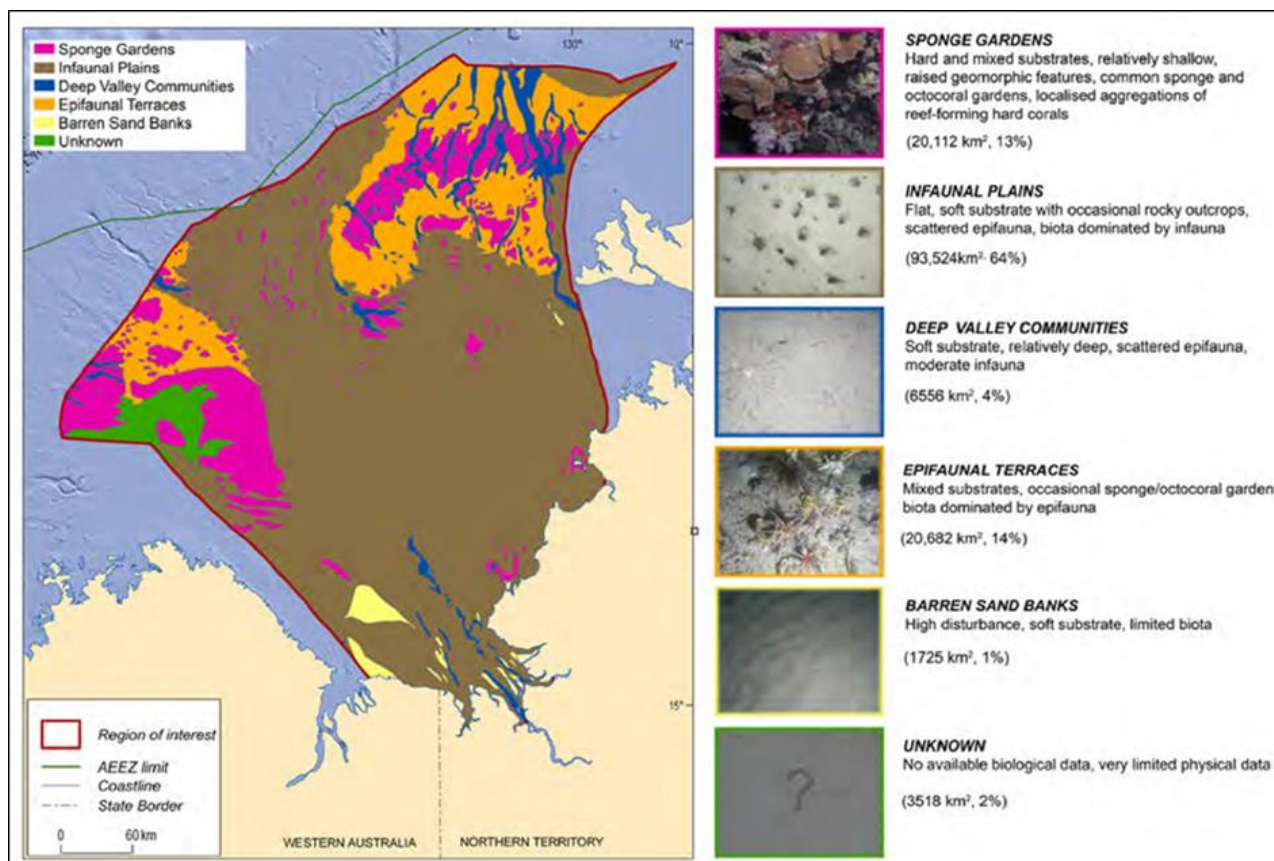 Sponge Gardens
Infaunal Plains
Deep Valley Communities
Epifaunal Terraces
Barren Sand Banks
Unknown
130°
10°
15°
Region of interest
AEEZ limit
Coastline
State Border
0 60 km
WESTERN AUSTRALIA NORTHERN TERRITORY
SPONGE GARDENS
Hard and mixed substrates, relatively shallow,
raised geomorphic features, common sponge and
octocoral gardens, localised aggregations of
reef-forming hard corals
(20,112 km², 13%)
INFAUNAL PLAINS
Flat, soft substrate with occasional rocky outcrops,
scattered epifauna, biota dominated by infauna
(93,524km², 64%)
DEEP VALLEY COMMUNITIES
Soft substrate, relatively deep, scattered epifauna,
moderate infauna
(6556 km², 4%)
EPIFAUNAL TERRACES
Mixed substrates, occasional sponge/octocoral garden
biota dominated by epifauna
(20,682 km², 14%)
BARREN SAND BANKS
High disturbance, soft substrate, limited biota
(1725 km², 1%)
?
UNKNOWN
No available biological data, very limited physical data
(3518 km², 2%)